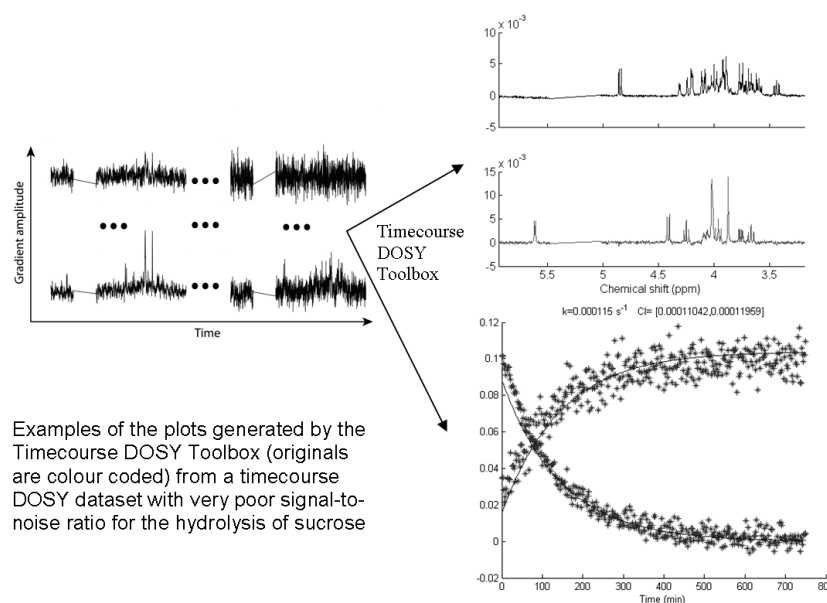 Gradient amplitude
Time
Timecourse
DOSY
Toolbox
Examples of the plots generated by the
Timecourse DOSY Toolbox (originals
are colour coded) from a timecourse
DOSY dataset with very poor signal-to-
noise ratio for the hydrolysis of sucrose
x 10⁻³
10
5
0
-5
x 10⁻³
15
10
5
0
-5
5.5 5 4.5 4 3.5
Chemical shift (ppm)
k=0.000115 s⁻¹ CI= [0.00011042,0.00011959]
0.12
0.1
0.08
0.06
0.04
0.02
0
-0.02
0 100 200 300 400 500 600 700 800
Time (min)